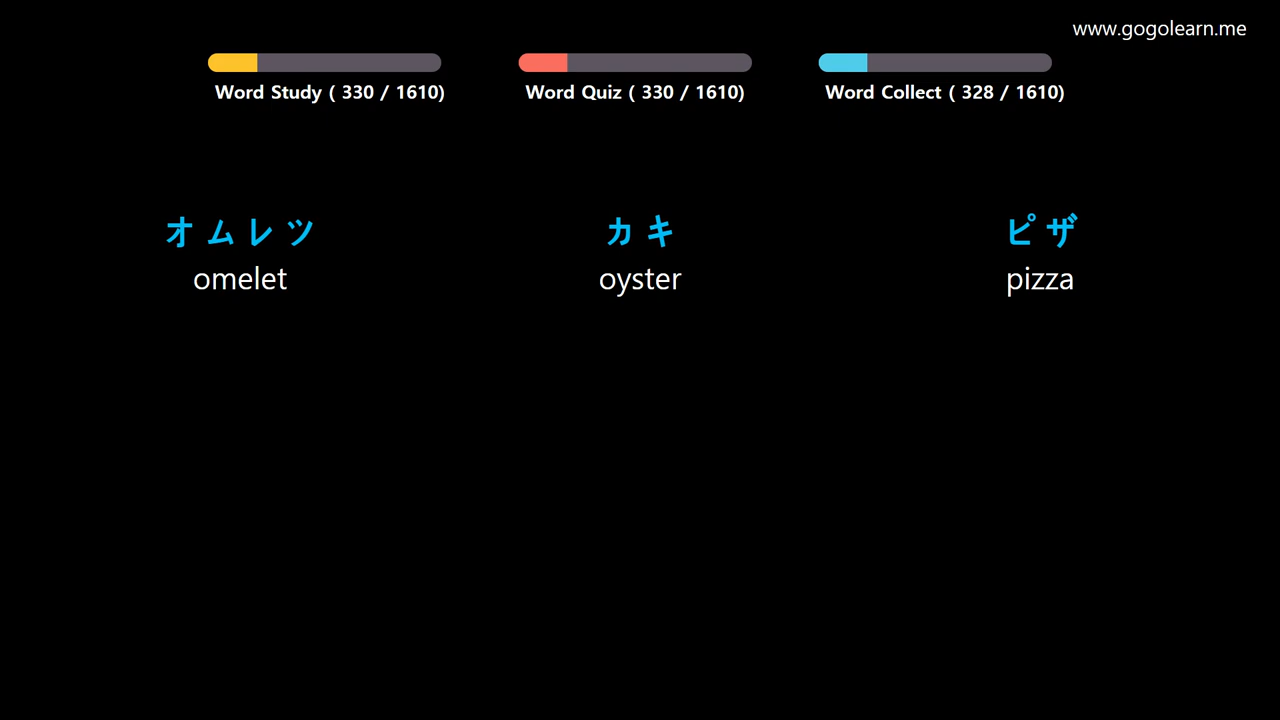 www.gogolearn.me
Word Study ( 330 / 1610)
Word Quiz ( 330 / 1610)
Word Collect ( 328 / 1610)
オムレツ
omelet
カキ
oyster
ピザ
pizza